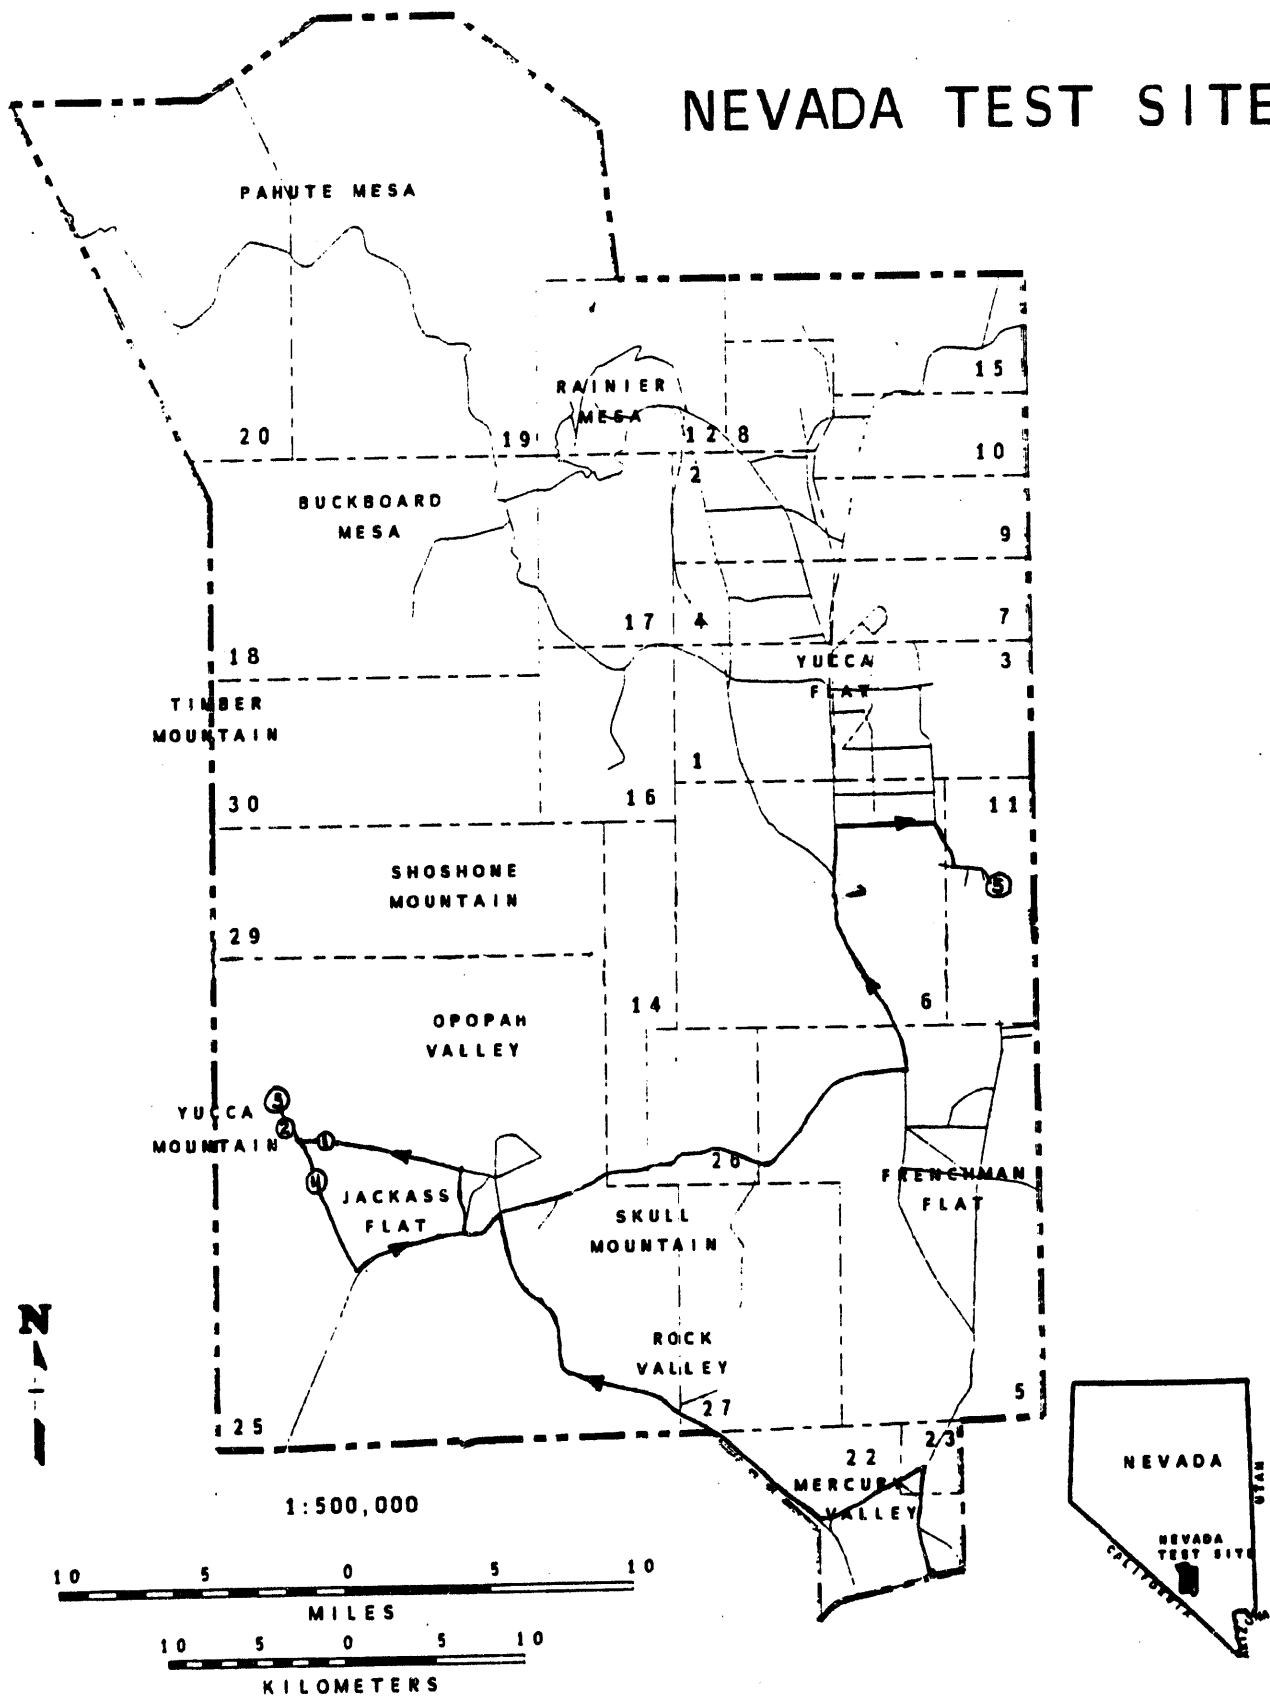 NEVADA TEST SITE
PAHUTE MESA
RAINIER
MESA
15
20
19
12
8
10
2
BUCKBOARD
MESA
9
17
4
7
18
YUCCA
FLAT
3
TIMBER
MOUNTAIN
1
30
16
11
SHOSHONE
MOUNTAIN
5
29
14
6
OPOPAH
VALLEY
3
YUCCA
2
1
MOUNTAIN
26
4
JACKASS
FLAT
FRENCHMAN
FLAT
SKULL
MOUNTAIN
N
ROCK
VALLEY
5
25
27
23
22
MERCURY
VALLEY
1:500,000
10 5 0 5 10
MILES
10 5 0 5 10
KILOMETERS
NEVADA
UTAH
NEVADA
TEST SITE
CALIFORNIA